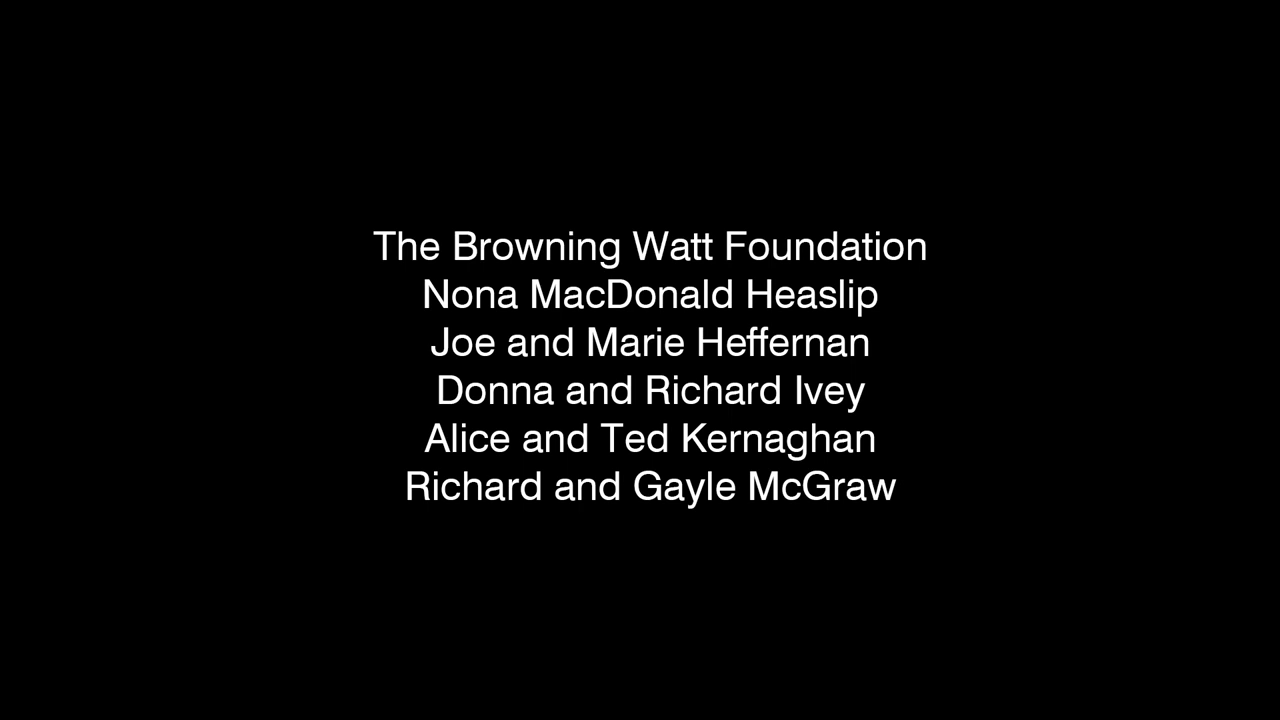 The Browning Watt Foundation
Nona MacDonald Heaslip
Joe and Marie Heffernan
Donna and Richard Ivey
Alice and Ted Kernaghan
Richard and Gayle McGraw